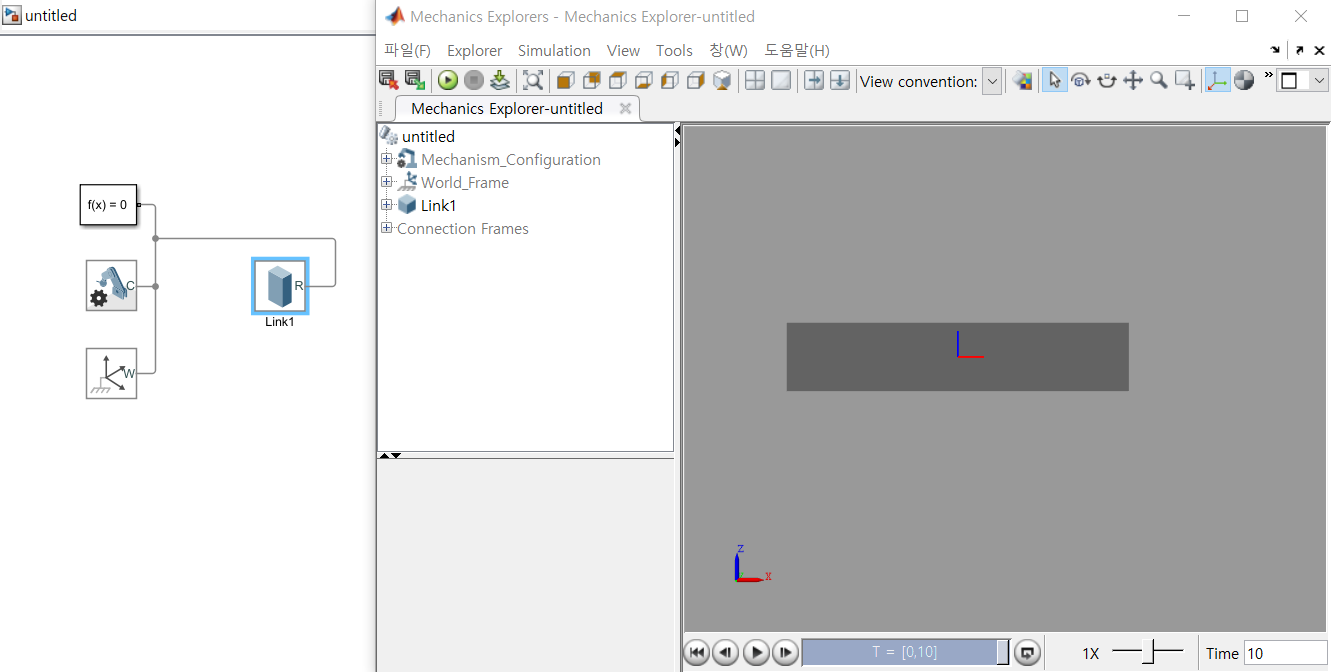 untitled
f(x) = 0
C
R
Link1
W
Mechanics Explorers - Mechanics Explorer-untitled
파일(F) Explorer Simulation View Tools 창(W) 도움말(H)
View convention:
»
Mechanics Explorer-untitled
untitled
Mechanism_Configuration
World_Frame
Link1
Connection Frames
z
x
T = [0,10]
1X
Time 10